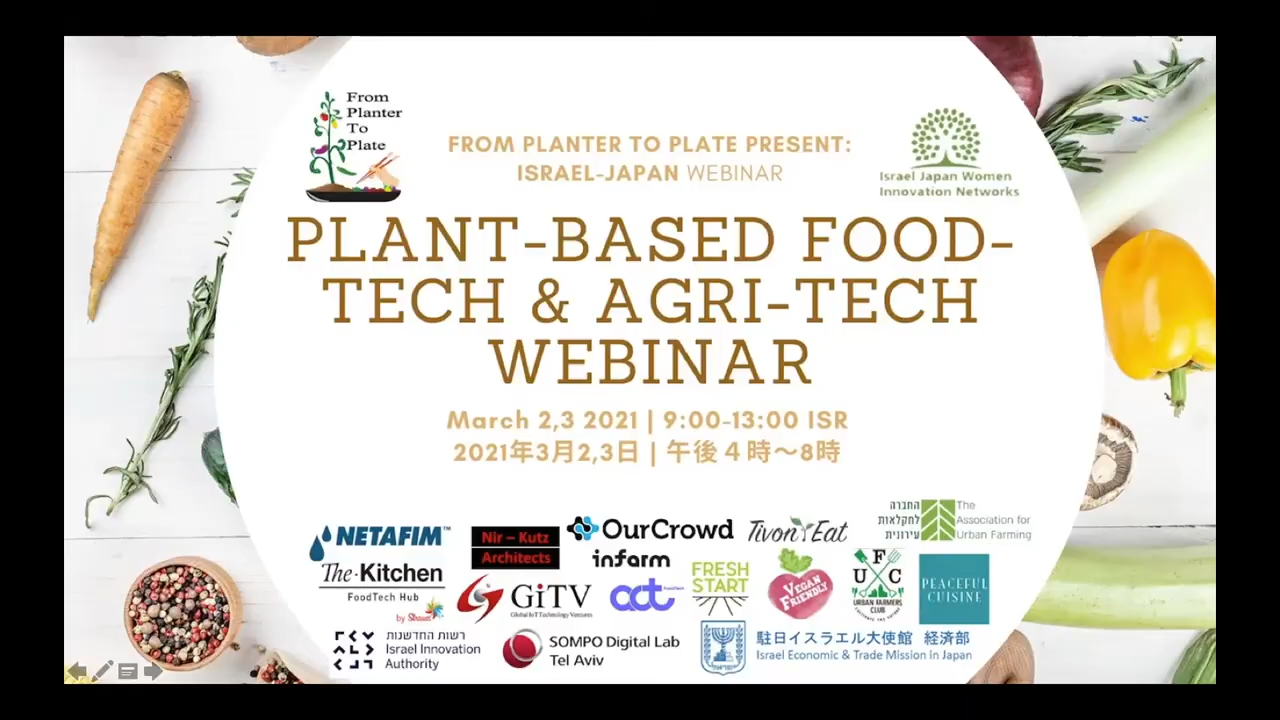 From
Planter
To
Plate
FROM PLANTER TO PLATE PRESENT:
ISRAEL-JAPAN WEBINAR
Israel Japan Women
Innovation Networks
PLANT-BASED FOOD-
TECH & AGRI-TECH
WEBINAR
March 2,3 2021 | 9:00-13:00 ISR
2021年3月2,3日 | 午後４時〜8時
NETAFIM™
Nir – Kutz
Architects
OurCrowd
infarm
Tivon Eat
החברה
לחקלאות
עירונית
The
Association for
Urban Farming
The Kitchen
FoodTech Hub
by Strauss
GiTV
Global IoT Technology Ventures
act
FRESH
START
VEGAN
FRIENDLY
UFC
URBAN FARMERS
CLUB
PEACEFUL
CUISINE
רשות החדשנות
Israel Innovation
Authority
SOMPO Digital Lab
Tel Aviv
駐日イスラエル大使館 経済部
Israel Economic & Trade Mission in Japan